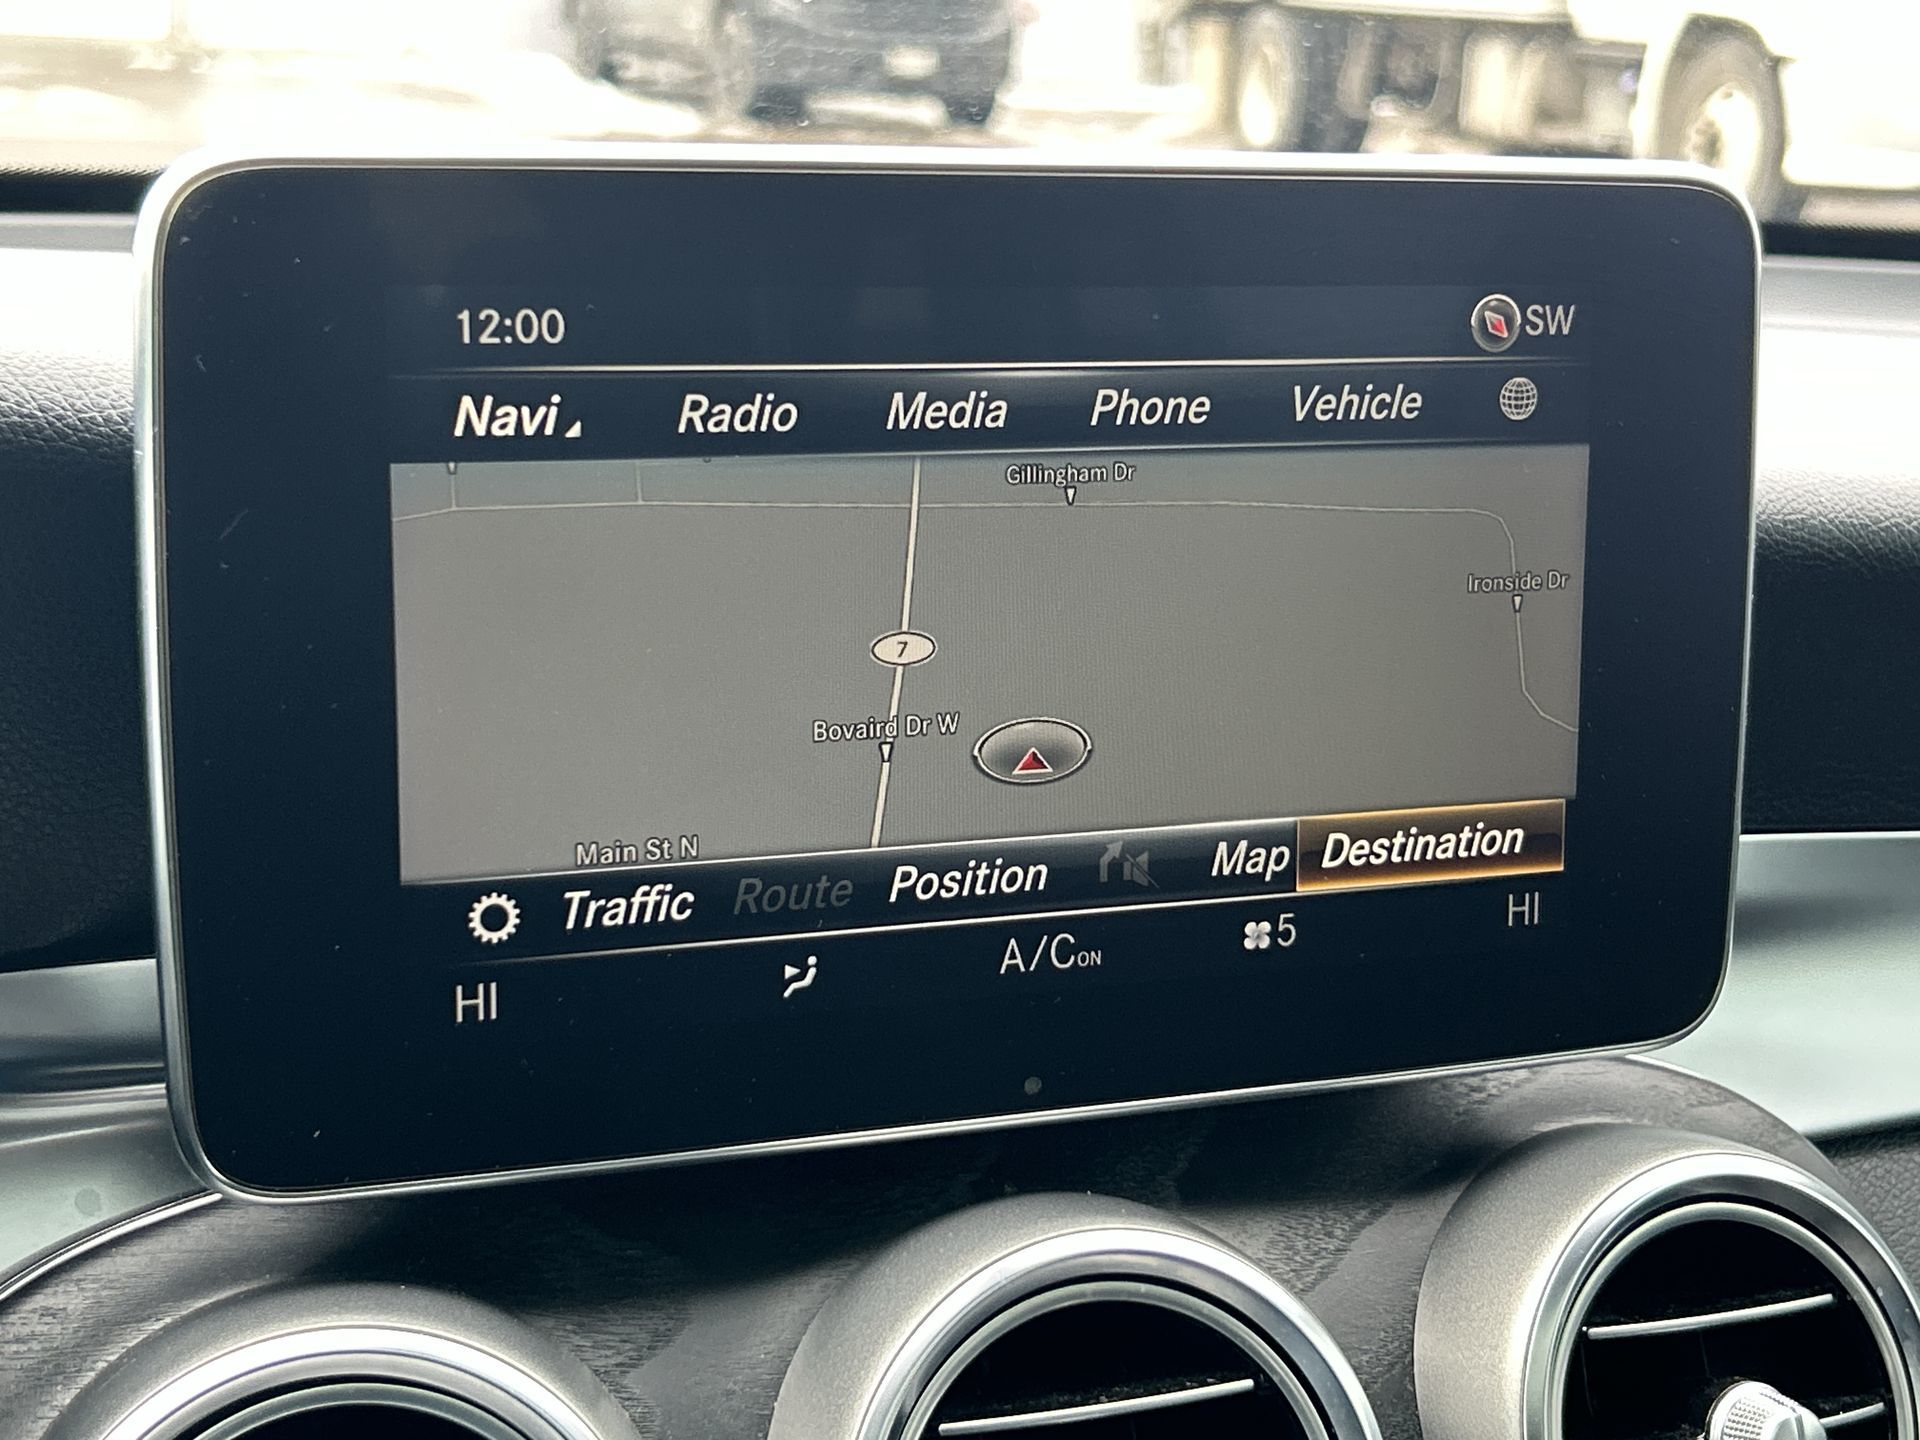 12:00 SW
Navi Radio Media Phone Vehicle
Gillingham Dr
Ironside Dr
7
Bovaird Dr W
Main St N
Traffic Route Position Map Destination
HI A/C ON 5 HI